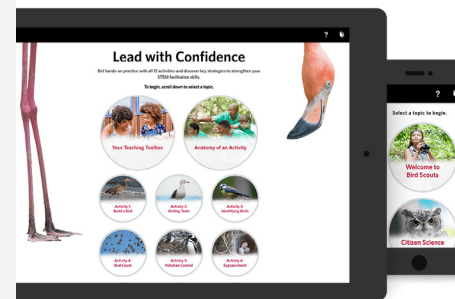 ?
Lead with Confidence
Get hands-on practice with all 12 activities and discover key strategies to strengthen your
STEM facilitation skills.
To begin, scroll down to select a topic.
Your Teaching Toolbox
Anatomy of an Activity
Activity 1:
Build a Bird
Activity 2:
Birding Tools
Activity 3:
Identifying Birds
Activity 4:
Bird Count
Activity 5:
Pollution Control
Activity 6:
Eggsperiment
?
Select a topic to begin.
Welcome to
Bird Scouts
Citizen Science